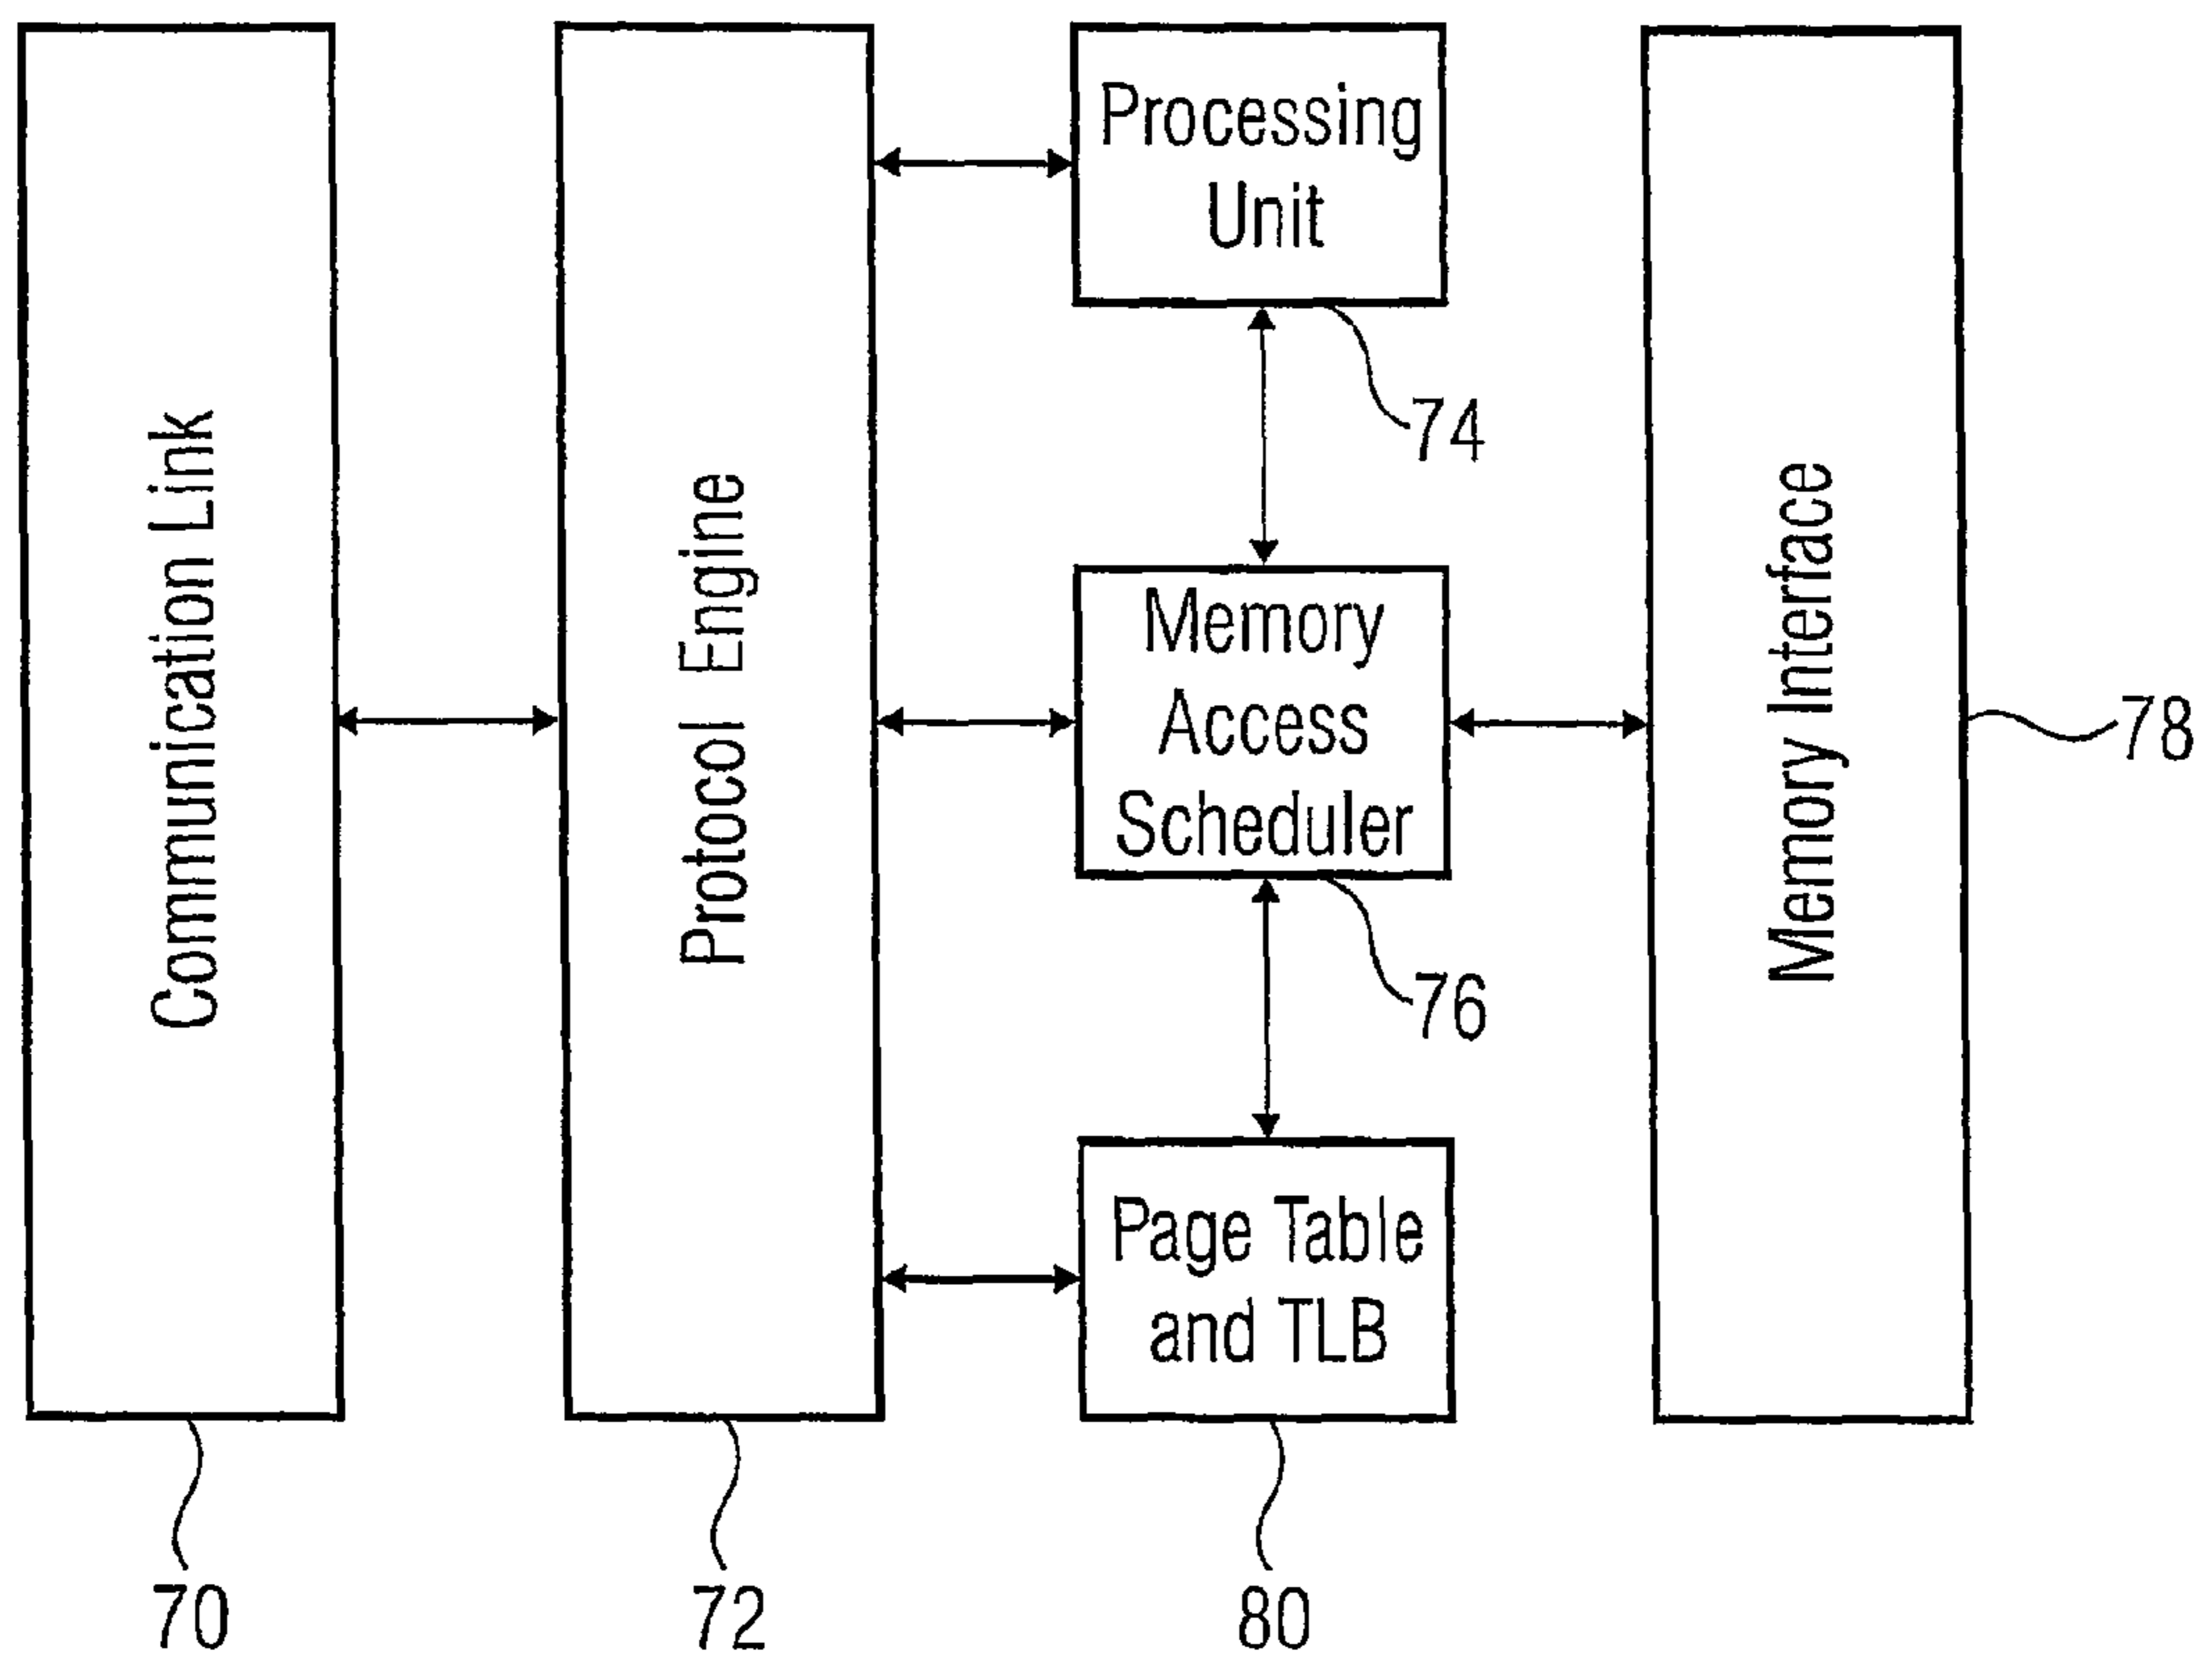 Communication Link
Protocol Engine
Processing
Unit
74
Memory
Access
Scheduler
76
Page Table
and TLB
Memory Interface
78
70
72
80